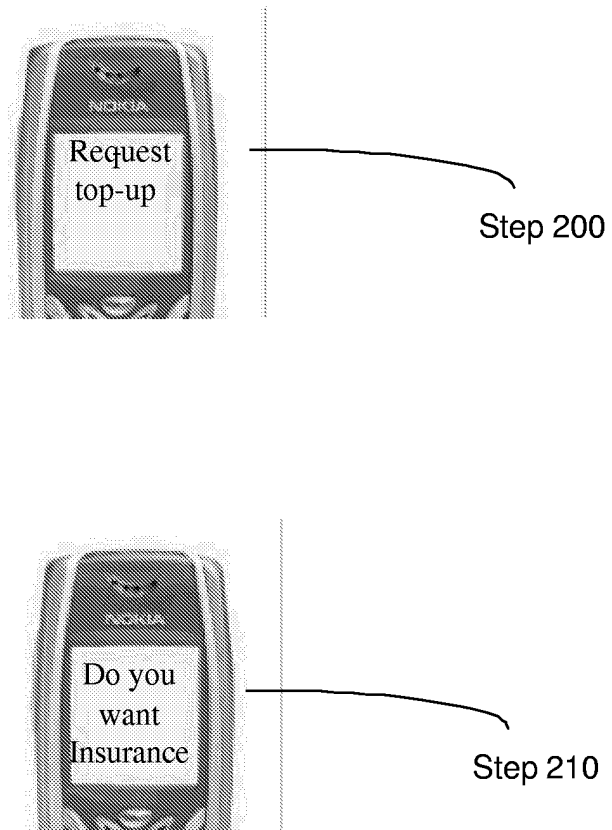 NOKIA
Request
top-up
Step 200
NOKIA
Do you
want
Insurance
Step 210